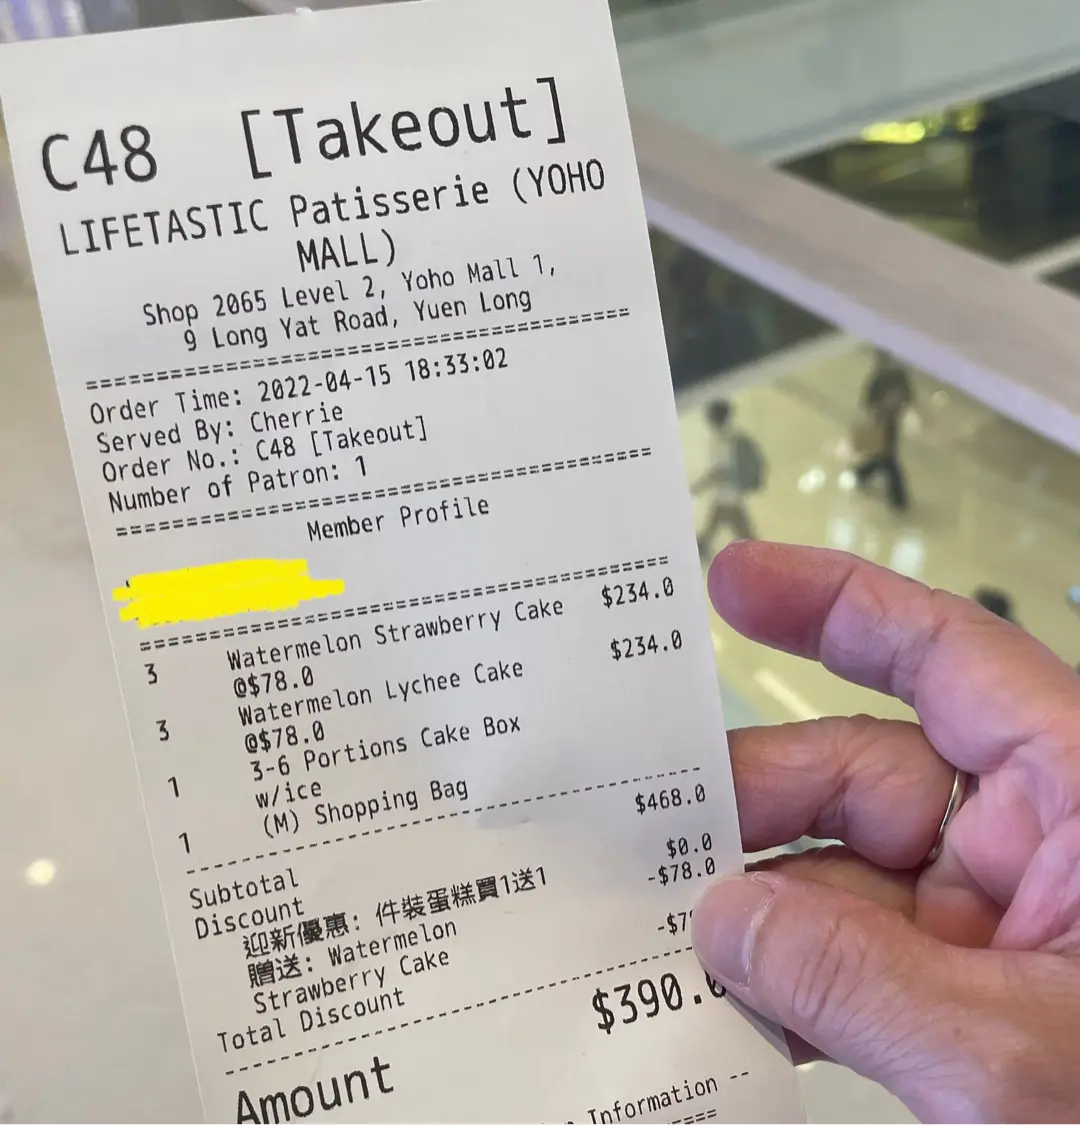 C48 [Takeout]
LIFETASTIC Patisserie (YOHO
MALL)
Shop 2065 Level 2, Yoho Mall 1,
9 Long Yat Road, Yuen Long
Order Time: 2022-04-15 18:33:02
Served By: Cherrie
Order No.: C48 [Takeout]
Number of Patron: 1
Member Profile
3 Watermelon Strawberry Cake $234.0
@$78.0
3 Watermelon Lychee Cake $234.0
@$78.0
1 3-6 Portions Cake Box
w/ice
1 (M) Shopping Bag
Subtotal $468.0
Discount $0.0
迎新優惠: 件裝蛋糕買1送1 -$78.0
贈送: Watermelon
Strawberry Cake
Total Discount
Amount $390.0
Information --